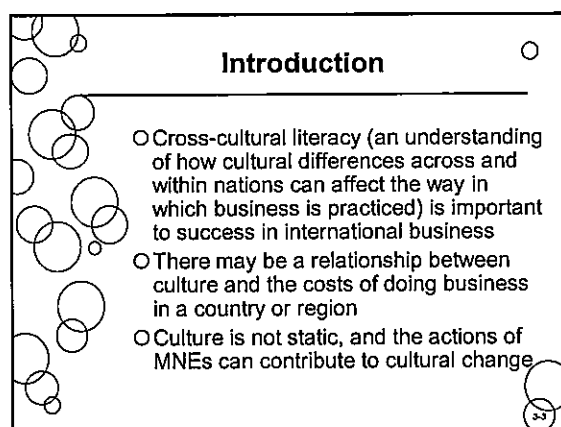 Introduction
Cross-cultural literacy (an understanding
of how cultural differences across and
within nations can affect the way in
which business is practiced) is important
to success in international business
There may be a relationship between
culture and the costs of doing business
in a country or region
Culture is not static, and the actions of
MNEs can contribute to cultural change
3-3